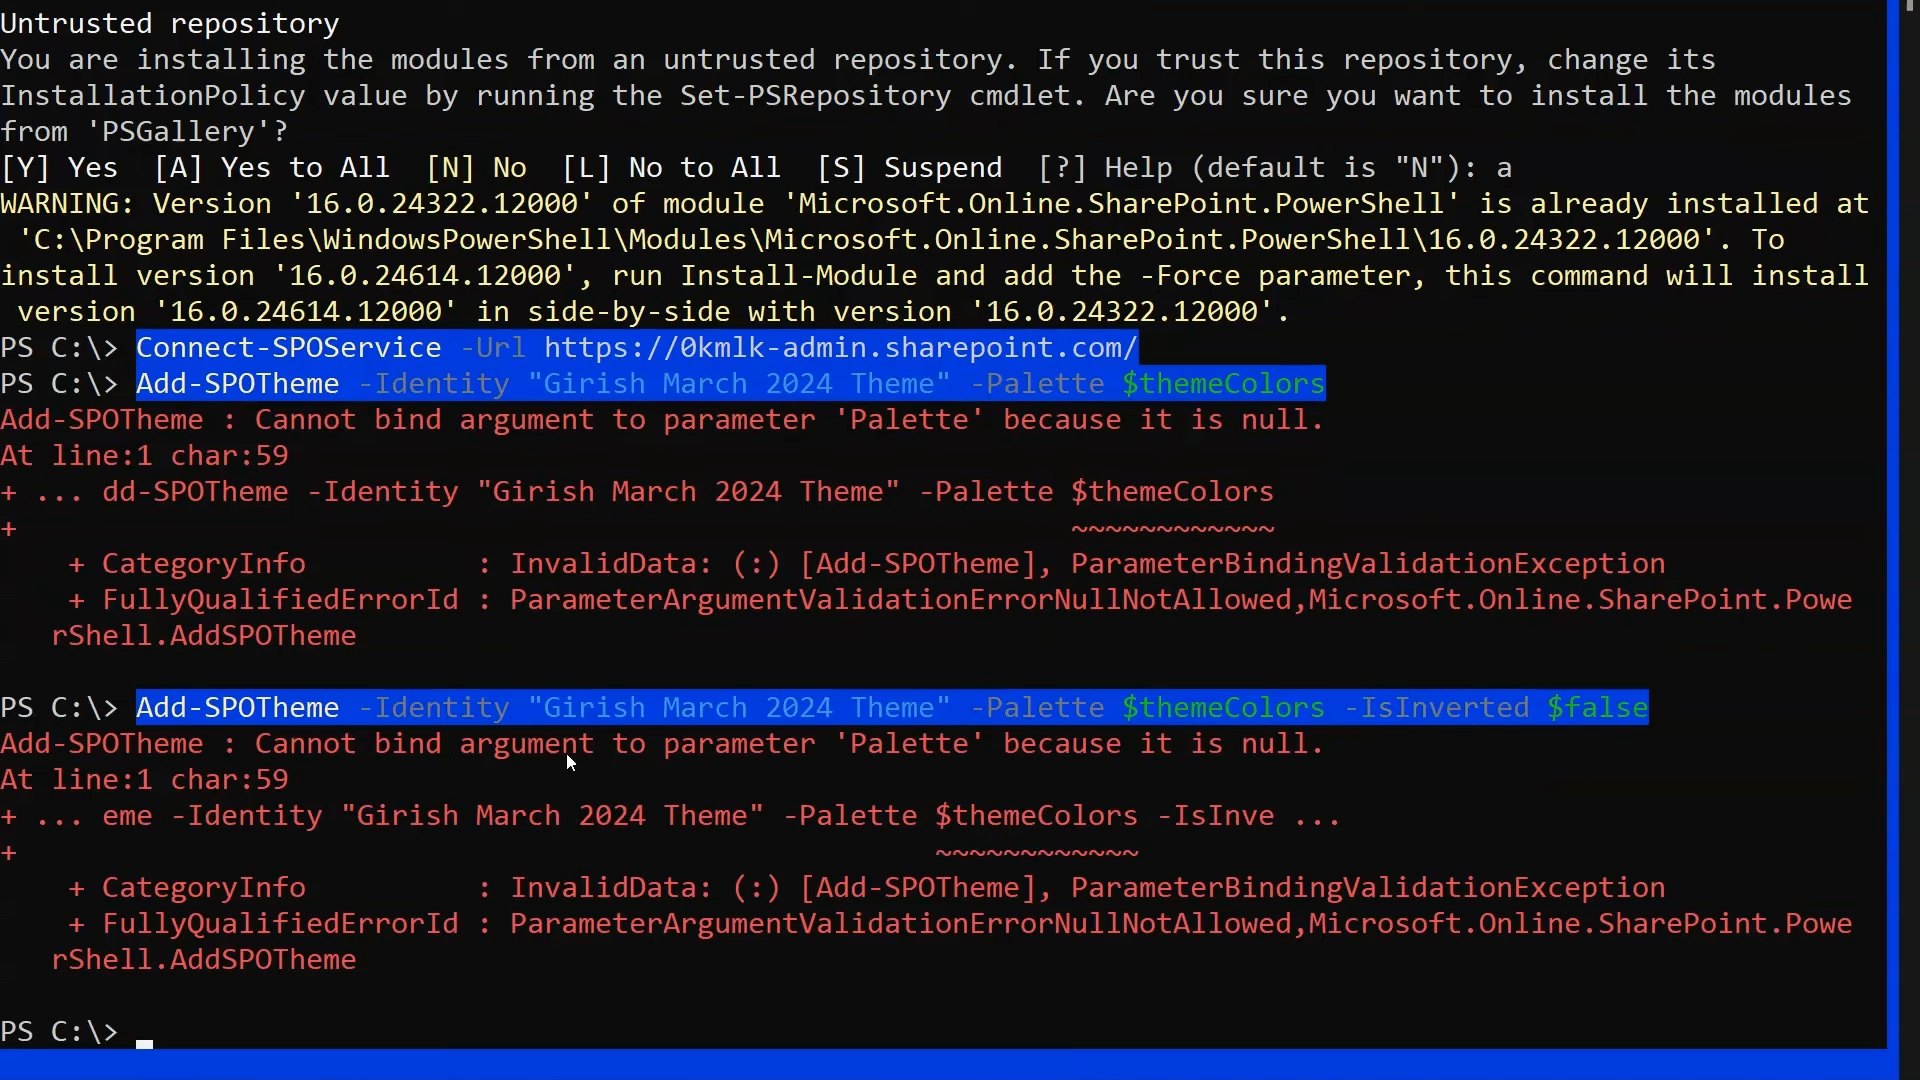 Untrusted repository
You are installing the modules from an untrusted repository. If you trust this repository, change its
InstallationPolicy value by running the Set-PSRepository cmdlet. Are you sure you want to install the modules
from 'PSGallery'?
[Y] Yes  [A] Yes to All  [N] No  [L] No to All  [S] Suspend  [?] Help (default is "N"): a
WARNING: Version '16.0.24322.12000' of module 'Microsoft.Online.SharePoint.PowerShell' is already installed at
 'C:\Program Files\WindowsPowerShell\Modules\Microsoft.Online.SharePoint.PowerShell\16.0.24322.12000'. To
install version '16.0.24614.12000', run Install-Module and add the -Force parameter, this command will install
 version '16.0.24614.12000' in side-by-side with version '16.0.24322.12000'.
PS C:\> Connect-SPOService -Url https://0kmlk-admin.sharepoint.com/
PS C:\> Add-SPOTheme -Identity "Girish March 2024 Theme" -Palette $themeColors
Add-SPOTheme : Cannot bind argument to parameter 'Palette' because it is null.
At line:1 char:59
+ ... dd-SPOTheme -Identity "Girish March 2024 Theme" -Palette $themeColors
+                                                              ~~~~~~~~~~~~
    + CategoryInfo          : InvalidData: (:) [Add-SPOTheme], ParameterBindingValidationException
    + FullyQualifiedErrorId : ParameterArgumentValidationErrorNullNotAllowed,Microsoft.Online.SharePoint.Powe
   rShell.AddSPOTheme
PS C:\> Add-SPOTheme -Identity "Girish March 2024 Theme" -Palette $themeColors -IsInverted $false
Add-SPOTheme : Cannot bind argument to parameter 'Palette' because it is null.
At line:1 char:59
+ ... eme -Identity "Girish March 2024 Theme" -Palette $themeColors -IsInve ...
+                                                      ~~~~~~~~~~~~
    + CategoryInfo          : InvalidData: (:) [Add-SPOTheme], ParameterBindingValidationException
    + FullyQualifiedErrorId : ParameterArgumentValidationErrorNullNotAllowed,Microsoft.Online.SharePoint.Powe
   rShell.AddSPOTheme
PS C:\>